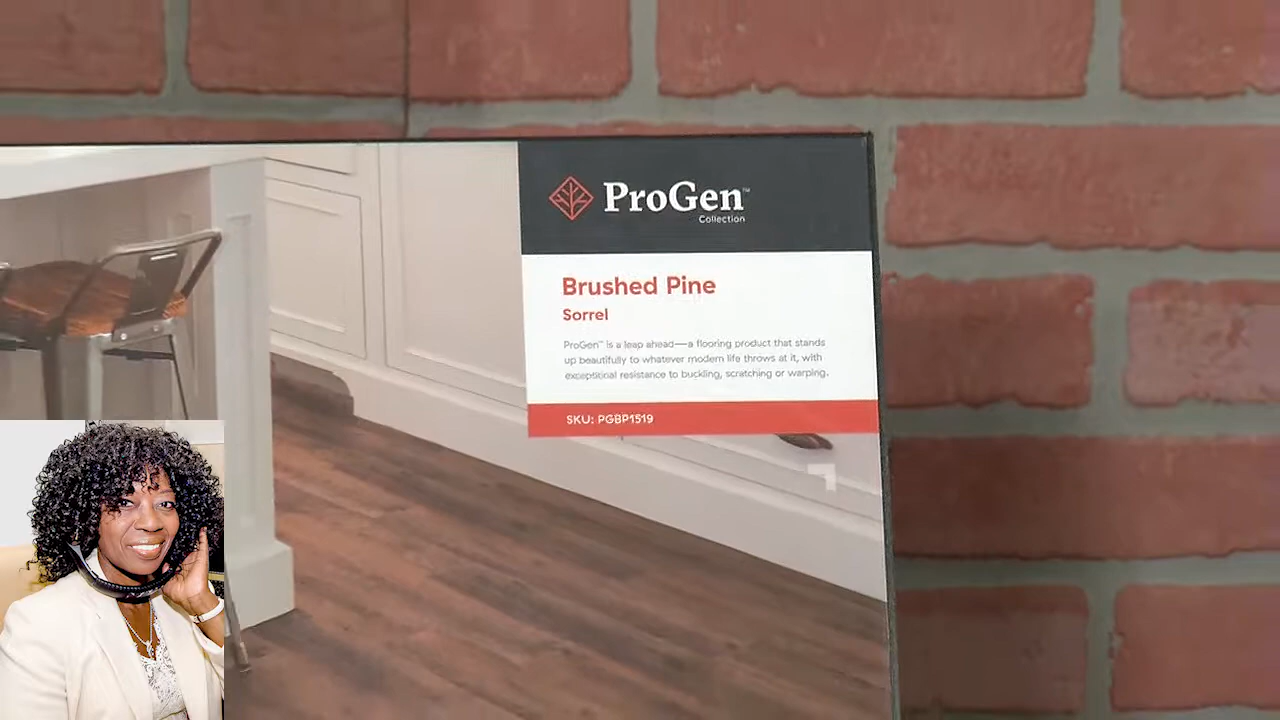 ProGen™
Collection
Brushed Pine
Sorrel
ProGen™ is a leap ahead—a flooring product that stands
up beautifully to whatever modern life throws at it, with
exceptional resistance to buckling, scratching or warping.
SKU: PGBP1519